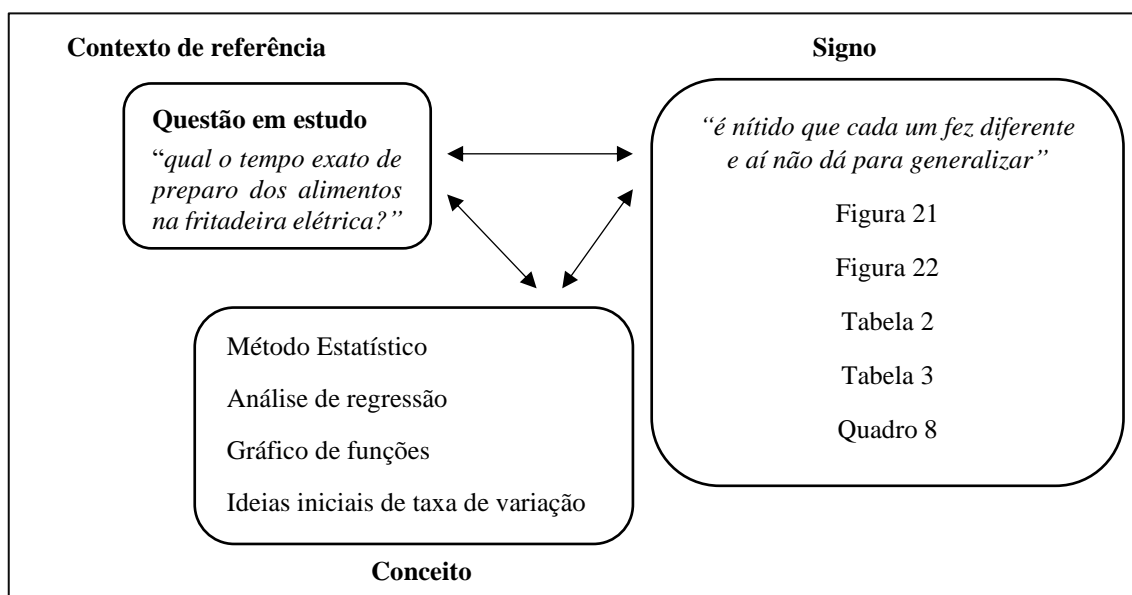 Contexto de referência
Signo
Questão em estudo
“qual o tempo exato de
preparo dos alimentos
na fritadeira elétrica?”
“é nítido que cada um fez diferente
e aí não dá para generalizar”
Figura 21
Figura 22
Tabela 2
Tabela 3
Quadro 8
Método Estatístico
Análise de regressão
Gráfico de funções
Ideias iniciais de taxa de variação
Conceito